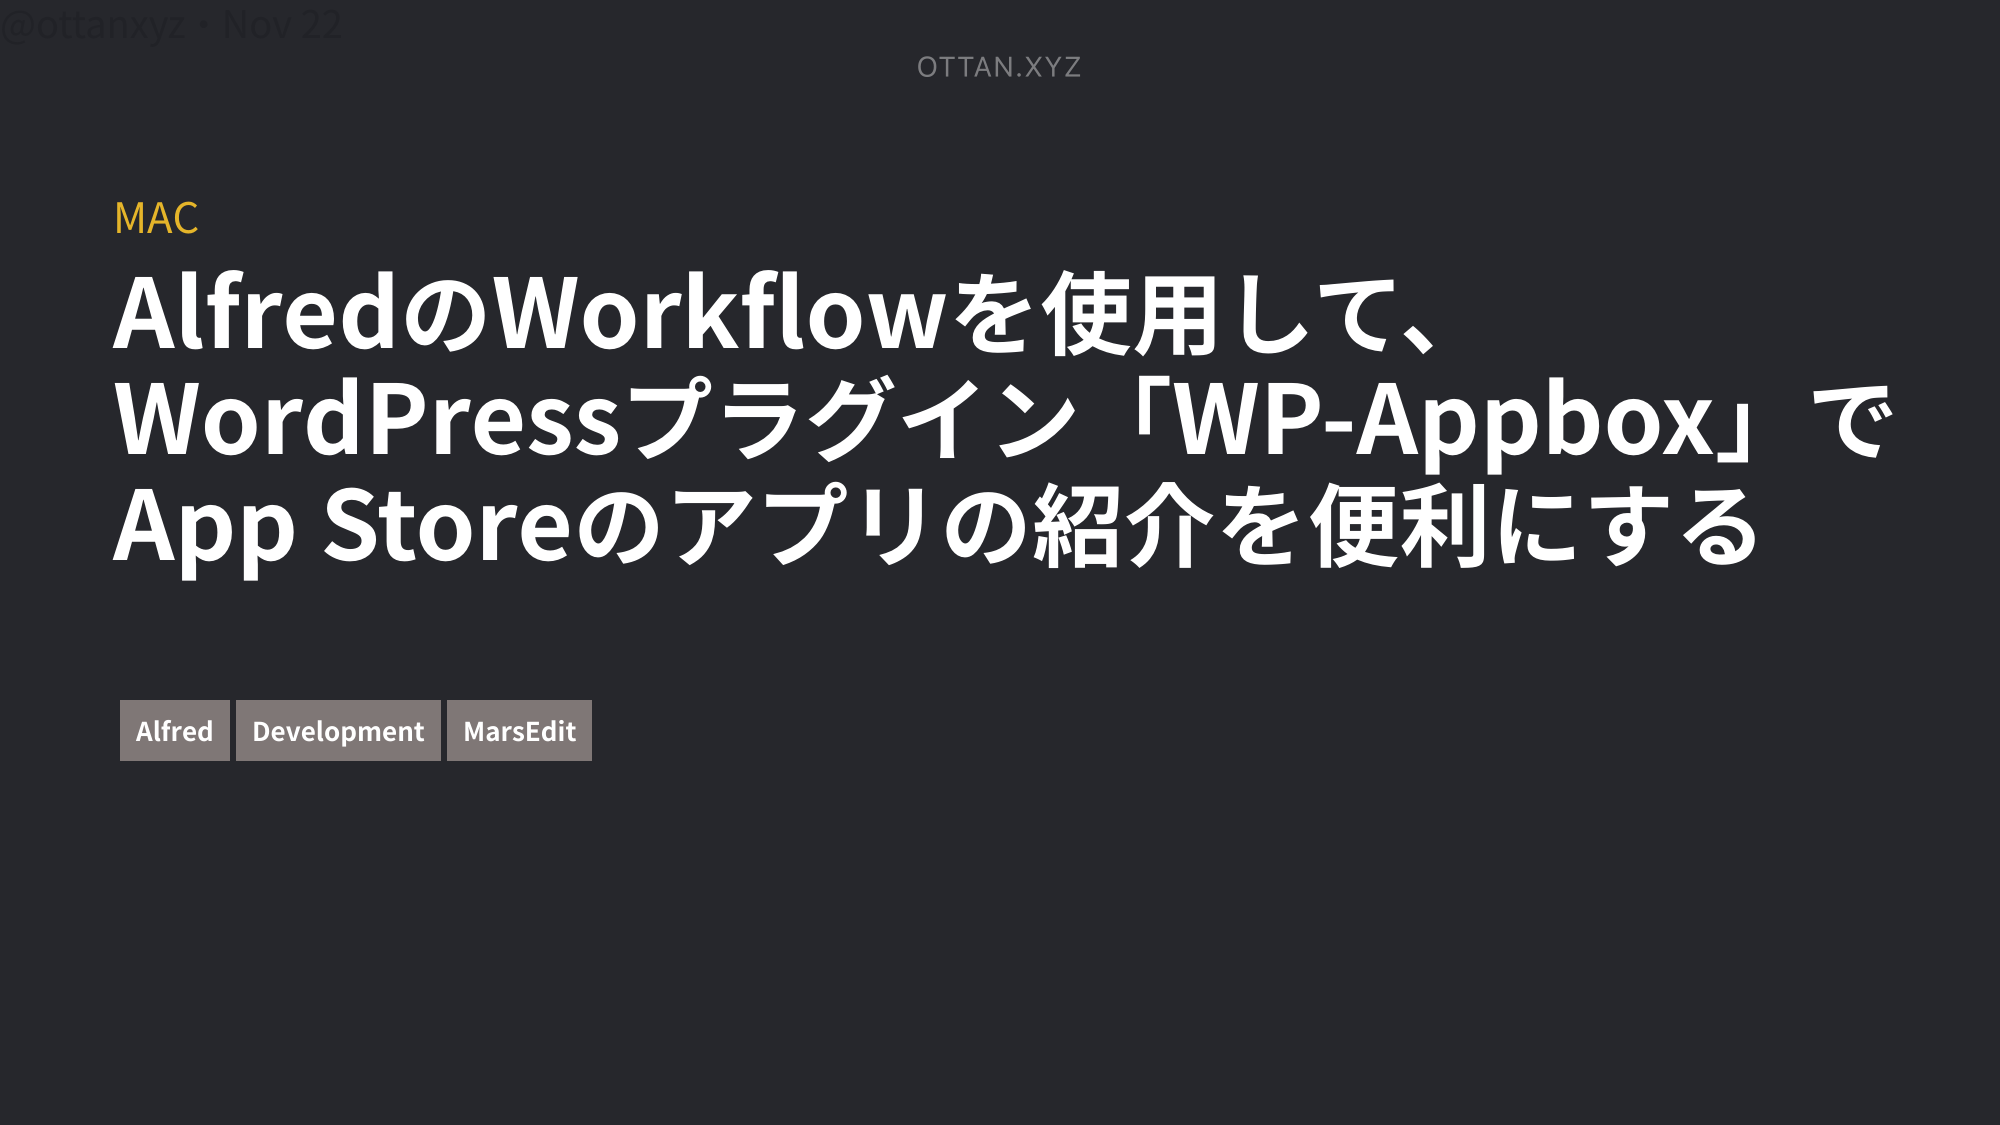 @ottanxyz・Nov 22
OTTAN.XYZ
MAC
AlfredのWorkflowを使用して、
WordPressプラグイン「WP-Appbox」で
App Storeのアプリの紹介を便利にする
Alfred Development MarsEdit